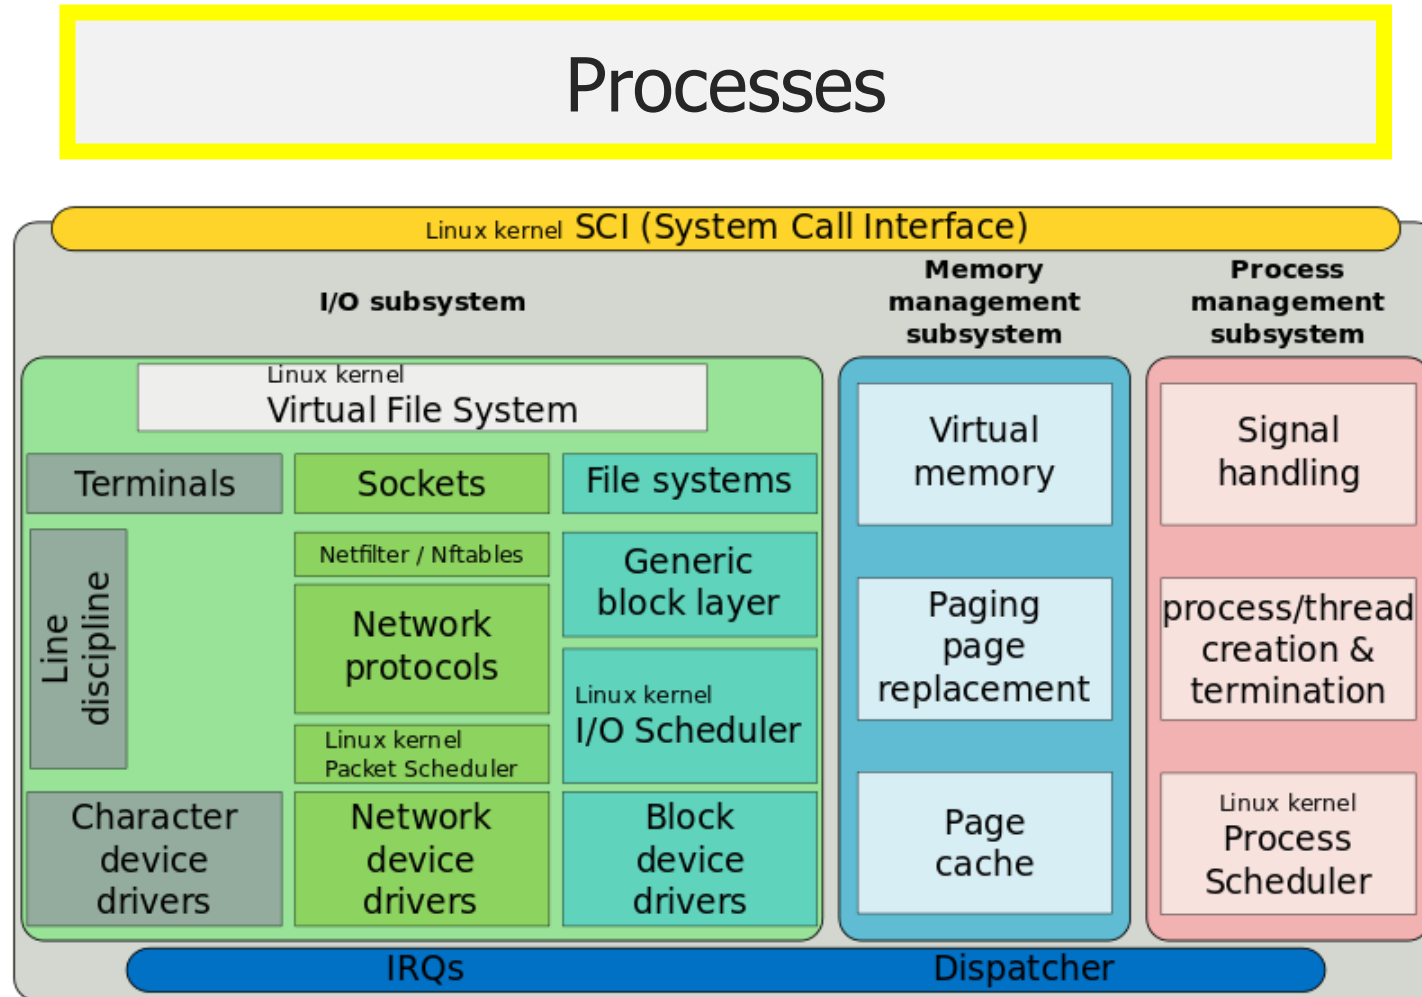 Processes
Linux kernel SCI (System Call Interface)
I/O subsystem
Memory
management
subsystem
Process
management
subsystem
Linux kernel
Virtual File System
Terminals
Sockets
File systems
Line
discipline
Netfilter / Nftables
Network
protocols
Linux kernel
Packet Scheduler
Generic
block layer
Linux kernel
I/O Scheduler
Character
device
drivers
Network
device
drivers
Block
device
drivers
Virtual
memory
Paging
page
replacement
Page
cache
Signal
handling
process/thread
creation &
termination
Linux kernel
Process
Scheduler
IRQs
Dispatcher